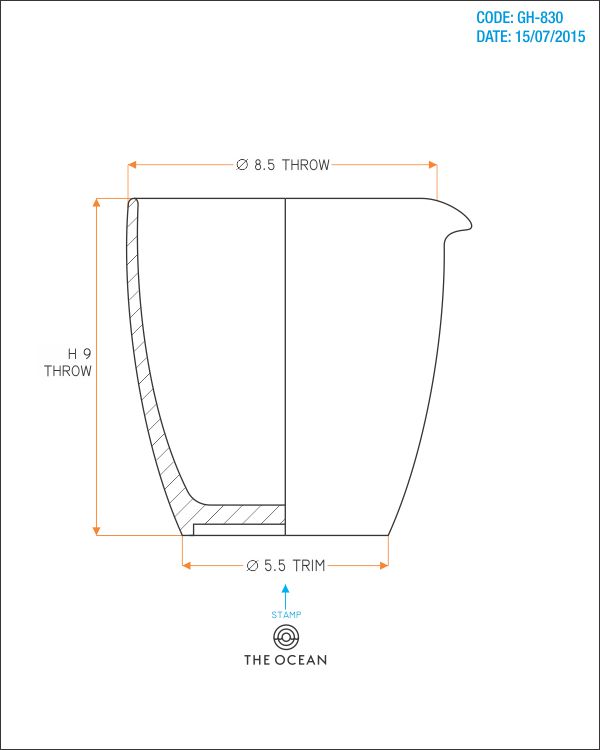 CODE: GH-830
DATE: 15/07/2015
∅ 8.5 THROW
H 9
THROW
∅ 5.5 TRIM
STAMP
THE OCEAN